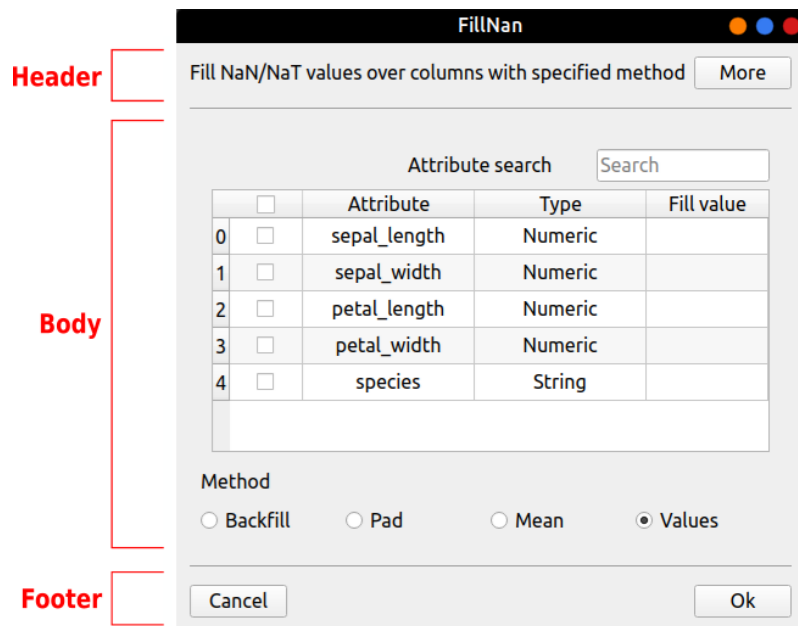 FillNan
Header
Fill NaN/NaT values over columns with specified method More
Attribute search Search
Attribute Type Fill value
0 sepal_length Numeric
1 sepal_width Numeric
2 petal_length Numeric
Body
3 petal_width Numeric
4 species String
Method
Backfill Pad Mean Values
Footer
Cancel Ok